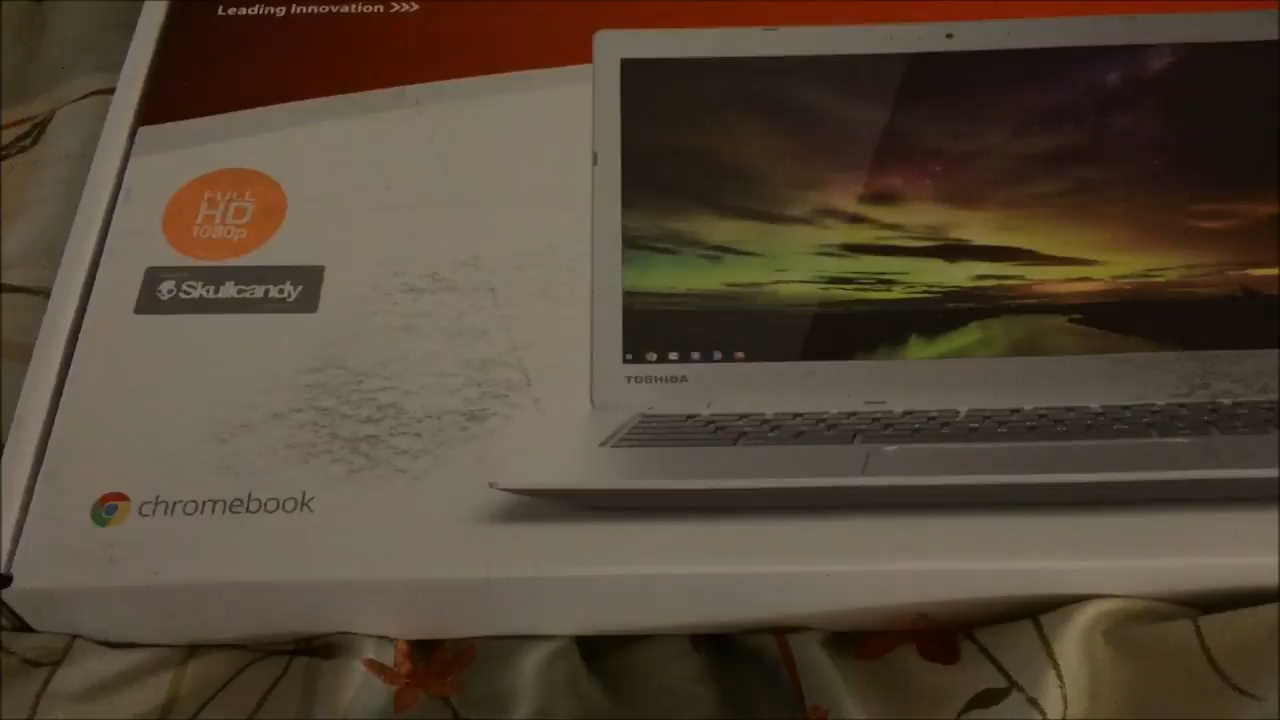 Leading Innovation >>>
FULL
HD
1080p
Skullcandy
TOSHIBA
chromebook